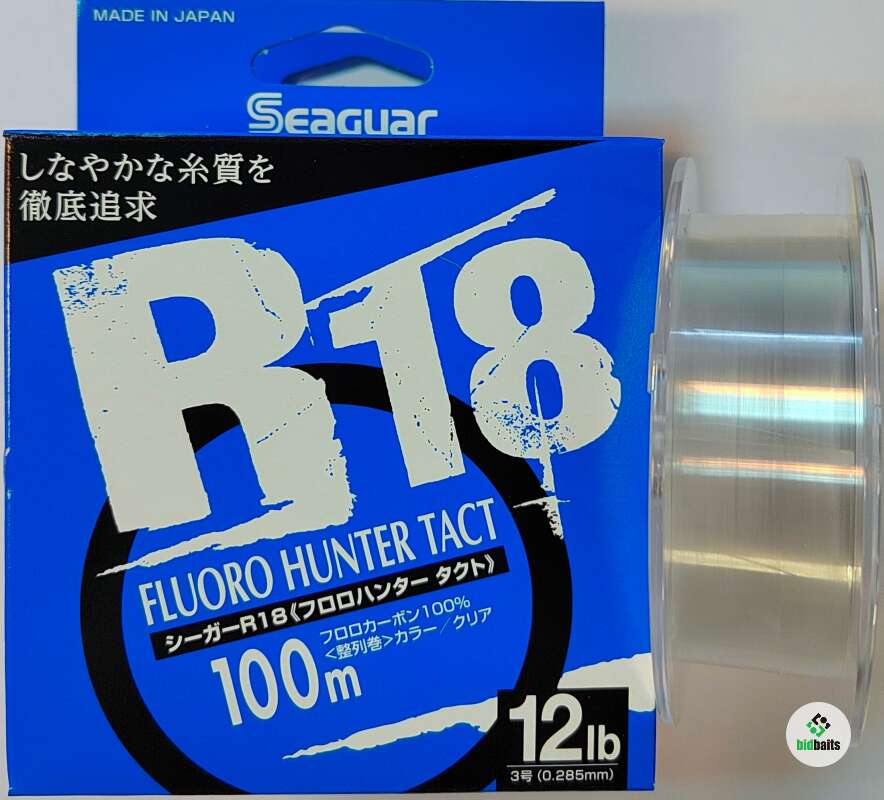 MADE IN JAPAN
Seaguar
しなやかな糸質を
徹底追求
R18
FLUORO HUNTER TACT
シーガーR18《フロロハンター タクト》
フロロカーボン100%
<整列巻>カラー／クリア
100m
12lb
3号(0.285mm)
bidbaits